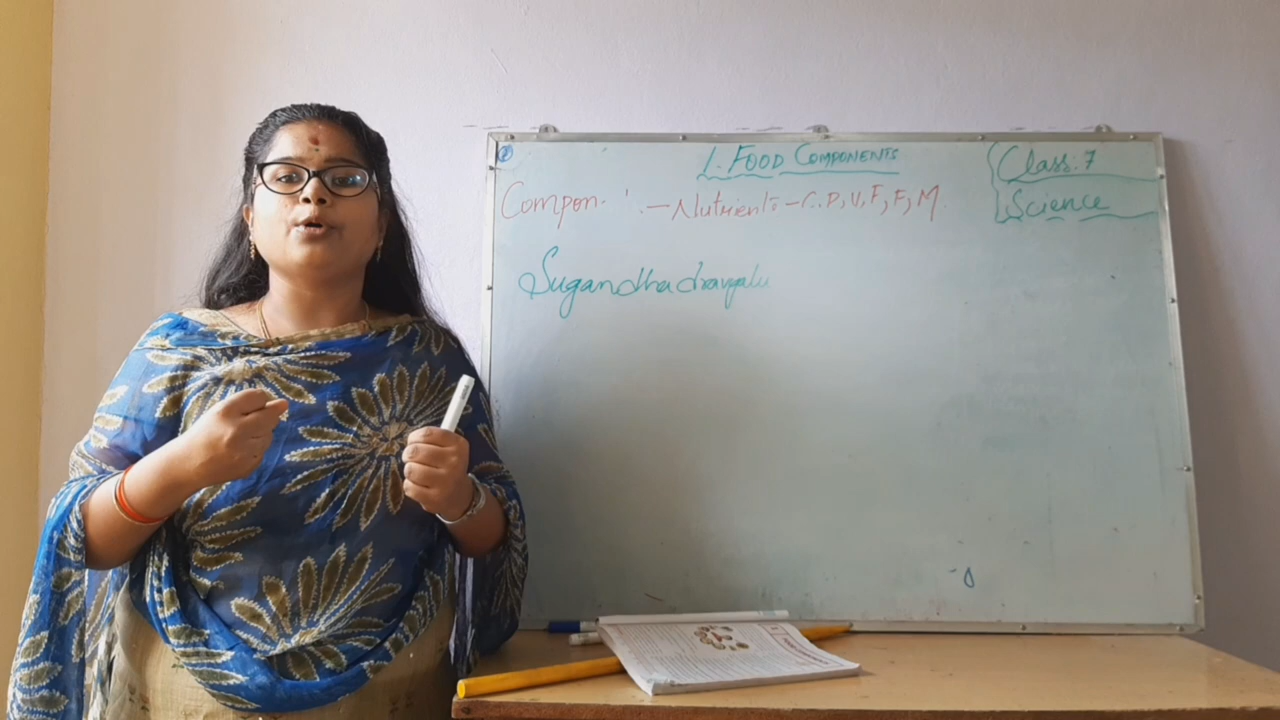 1. FOOD COMPONENTS
Class: 7
Science
Compon. - Nutrients - C, P, V, F, F, M
Sugandhadravyalu